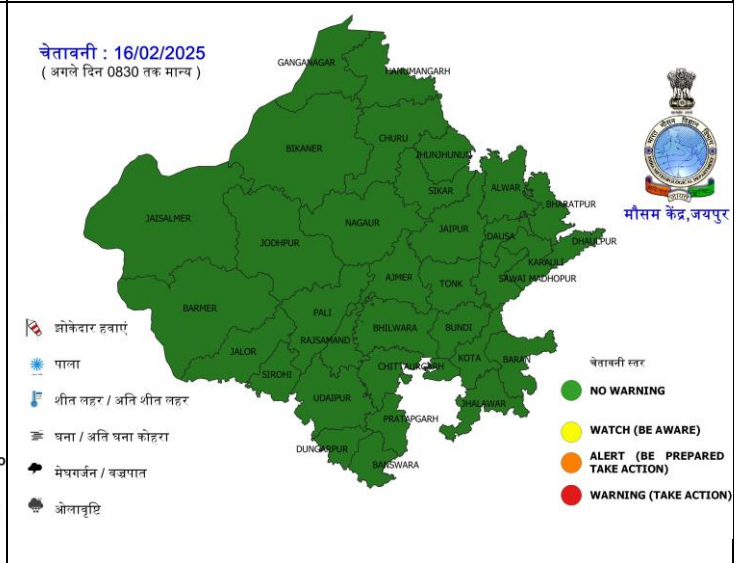 चेतावनी : 16/02/2025
( अगले दिन 0830 तक मान्य )
GANGANAGAR
HANUMANGARH
CHURU
BIKANER
JHUNJHUNUN
SIKAR
ALWAR
BHARATPUR
JAISALMER
NAGAUR
JAIPUR
DAUSA
DHAULPUR
JODHPUR
KARAULI
SAWAI MADHOPUR
AJMER
TONK
BARMER
PALI
BHILWARA
BUNDI
RAJSAMAND
JALOR
KOTA
BARAN
SIROHI
CHITTAURGARH
UDAIPUR
JHALAWAR
PRATAPGARH
DUNGARPUR
BANSWARA
मौसम केंद्र,जयपुर
झोकेदार हवाएं
पाला
शीत लहर / अति शीत लहर
घना / अति घना कोहरा
मेघगर्जन / वज्रपात
ओलावृष्टि
चेतावनी स्तर
NO WARNING
WATCH (BE AWARE)
ALERT (BE PREPARED
TAKE ACTION)
WARNING (TAKE ACTION)